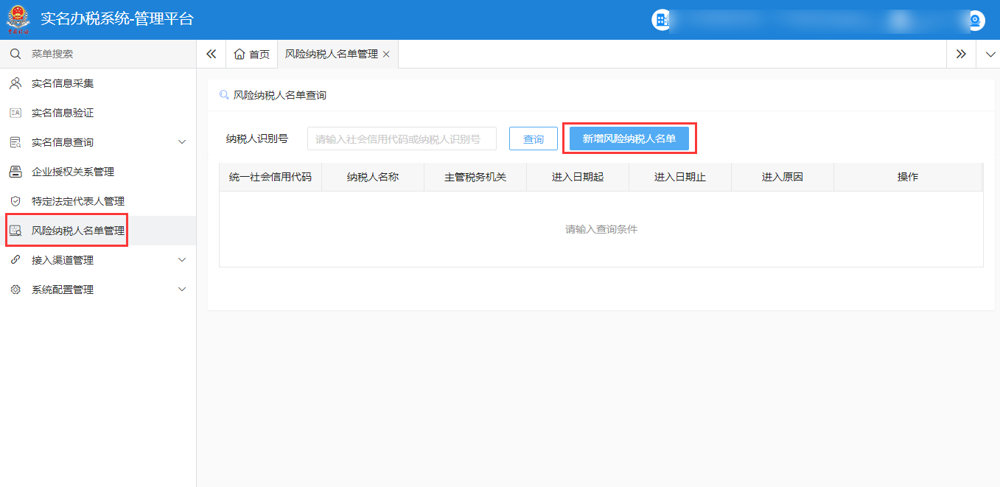 实名办税系统-管理平台
菜单搜索
首页
风险纳税人名单管理
实名信息采集
实名信息验证
实名信息查询
企业授权关系管理
特定法定代表人管理
风险纳税人名单管理
接入渠道管理
系统配置管理
风险纳税人名单查询
纳税人识别号 请输入社会信用代码或纳税人识别号 查询 新增风险纳税人名单
统一社会信用代码 纳税人名称 主管税务机关 进入日期起 进入日期止 进入原因 操作
请输入查询条件